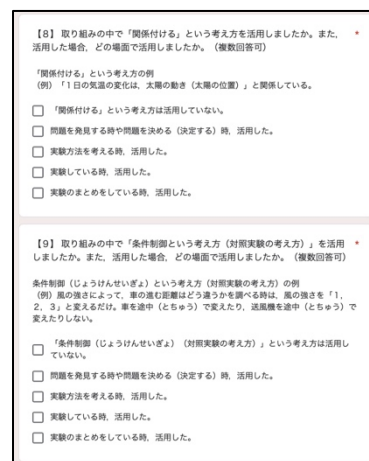 【8】 取り組みの中で「関係付ける」という考え方を活用しましたか。また, *
活用した場合, どの場面で活用しましたか。（複数回答可）
「関係付ける」という考え方の例
（例）「１日の気温の変化は, 太陽の動き（太陽の位置）」と関係している。
「関係付ける」という考え方は活用していない。
問題を発見する時や問題を決める（決定する）時, 活用した。
実験方法を考える時, 活用した。
実験している時, 活用した。
実験のまとめをしている時, 活用した。
【9】 取り組みの中で「条件制御という考え方（対照実験の考え方）」を活用 *
しましたか。また, 活用した場合, どの場面で活用しましたか。（複数回答可）
条件制御（じょうけんせいぎょ）という考え方（対照実験の考え方）の例
（例）風の強さによって, 車の進む距離はどう違うかを調べる時は, 風の強さを「1,
2, 3」と変えるだけ。車を途中（とちゅう）で変えたり, 送風機を途中（とちゅう）で
変えたりしない。
「条件制御（じょうけんせいぎょ）（対照実験の考え方）」という考え方は活用し
ていない。
問題を発見する時や問題を決める（決定する）時, 活用した。
実験方法を考える時, 活用した。
実験している時, 活用した。
実験のまとめをしている時, 活用した。